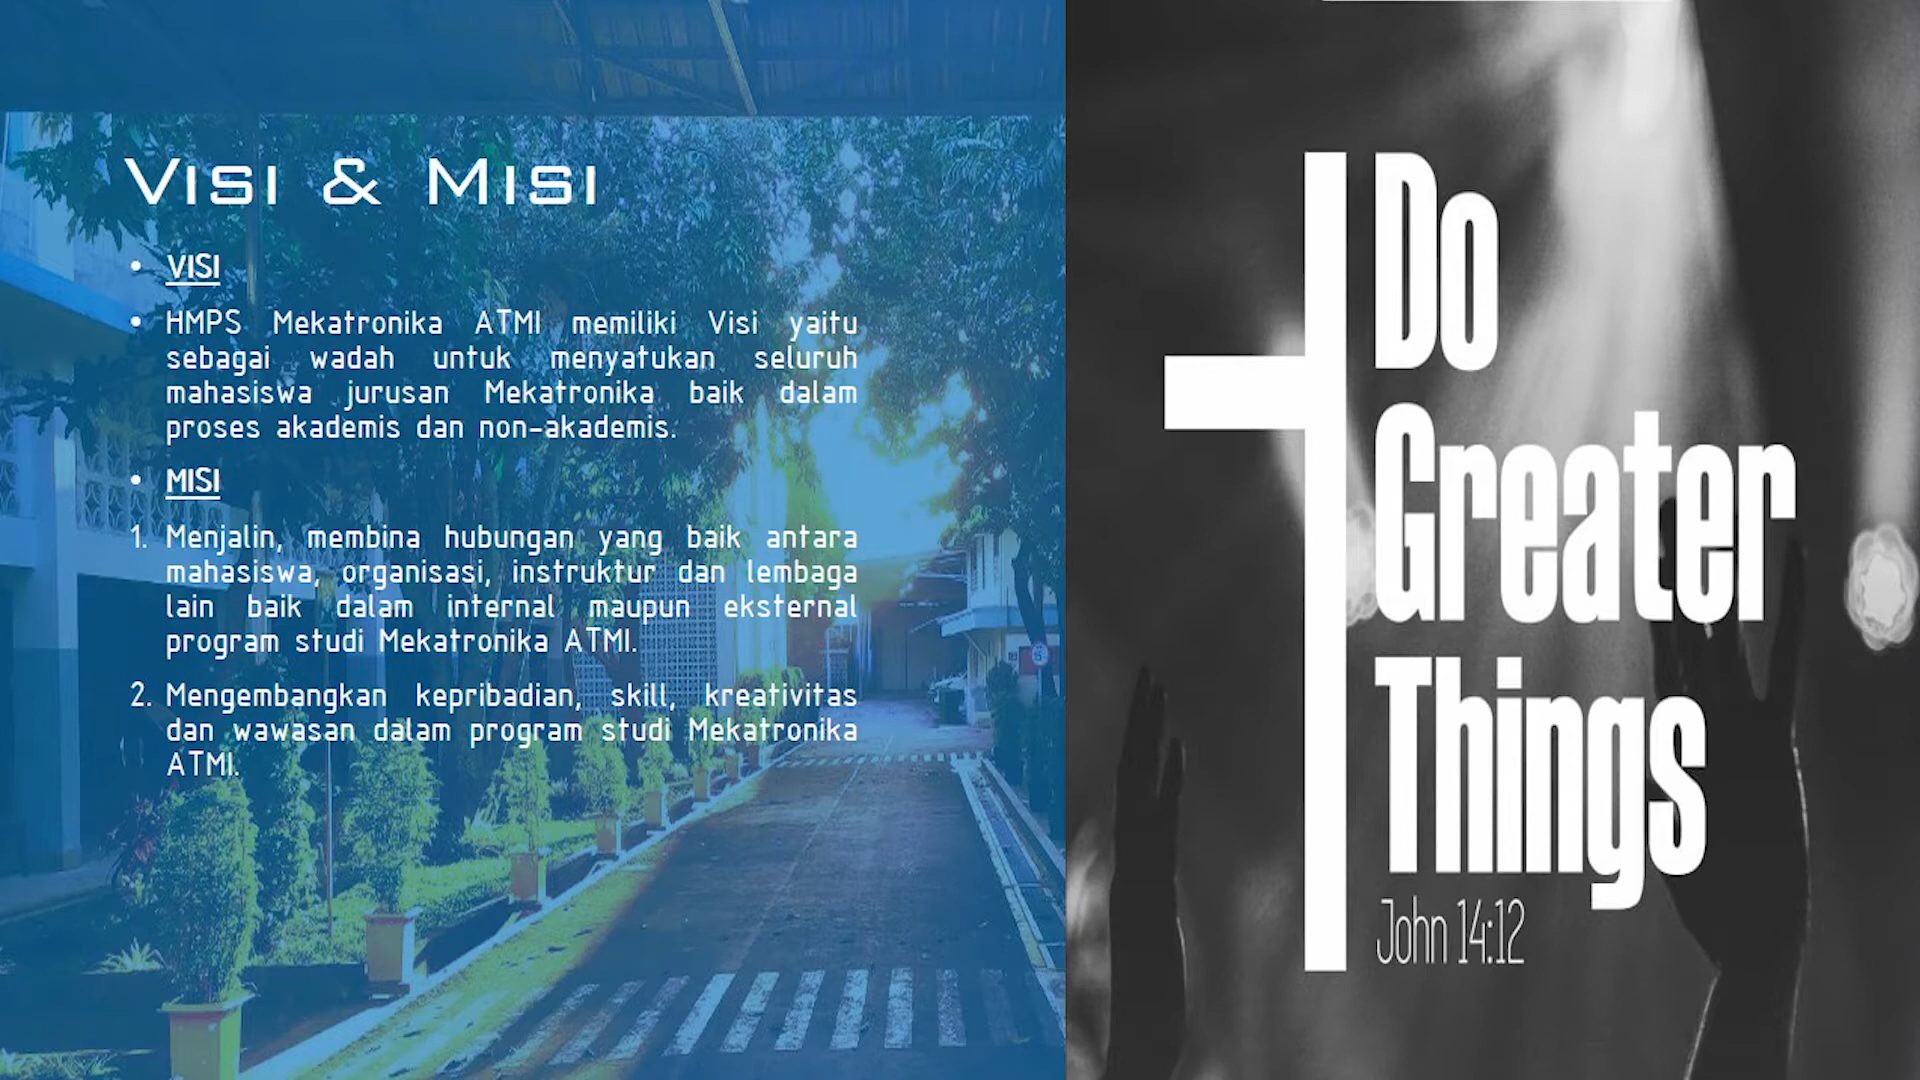 Visi & Misi
• VISI
• HMPS Mekatronika ATMI memiliki Visi yaitu
sebagai wadah untuk menyatukan seluruh
mahasiswa jurusan Mekatronika baik dalam
proses akademis dan non-akademis.
• MISI
1. Menjalin, membina hubungan yang baik antara
mahasiswa, organisasi, instruktur dan lembaga
lain baik dalam internal maupun eksternal
program studi Mekatronika ATMI.
2. Mengembangkan kepribadian, skill, kreativitas
dan wawasan dalam program studi Mekatronika
ATMI.
Do
Greater
Things
John 14:12